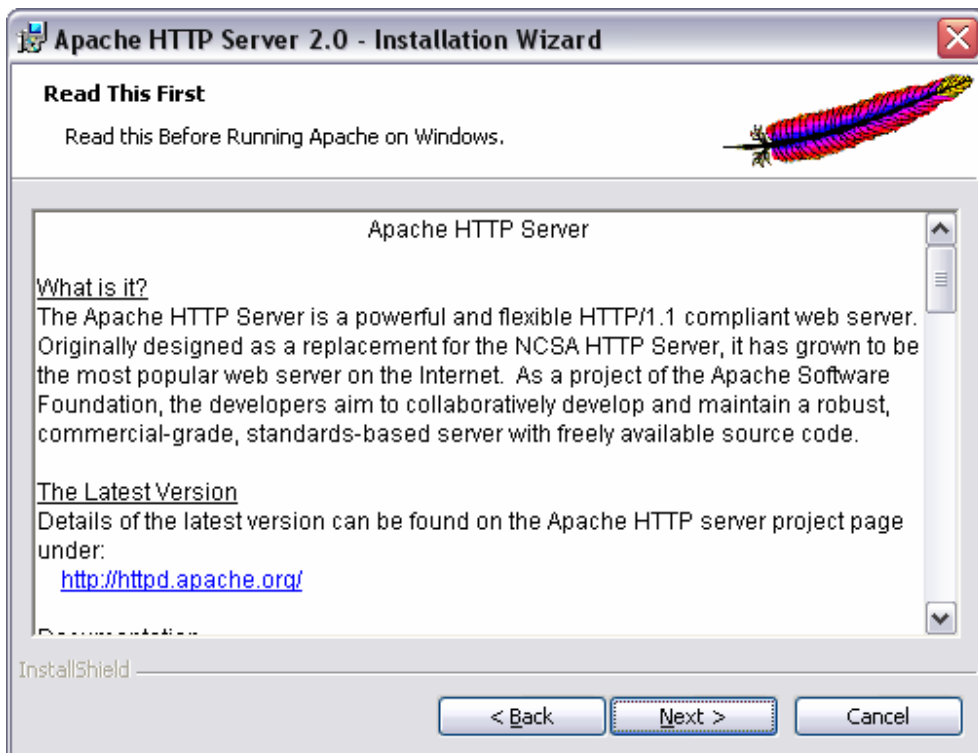 Apache HTTP Server 2.0 - Installation Wizard
Read This First
Read this Before Running Apache on Windows.
Apache HTTP Server
What is it?
The Apache HTTP Server is a powerful and flexible HTTP/1.1 compliant web server.
Originally designed as a replacement for the NCSA HTTP Server, it has grown to be
the most popular web server on the Internet.  As a project of the Apache Software
Foundation, the developers aim to collaboratively develop and maintain a robust,
commercial-grade, standards-based server with freely available source code.
The Latest Version
Details of the latest version can be found on the Apache HTTP server project page
under:
http://httpd.apache.org/
Documentation
InstallShield
< Back
Next >
Cancel